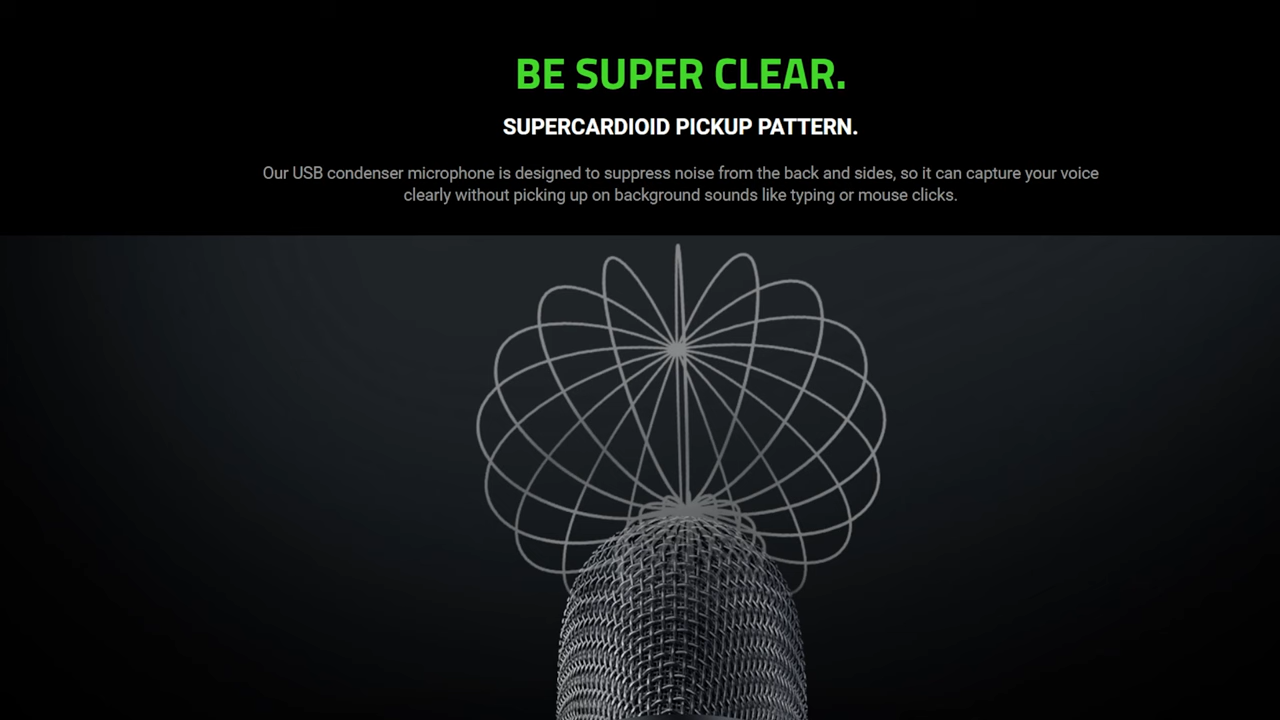 BE SUPER CLEAR.
SUPERCARDIOID PICKUP PATTERN.
Our USB condenser microphone is designed to suppress noise from the back and sides, so it can capture your voice
clearly without picking up on background sounds like typing or mouse clicks.